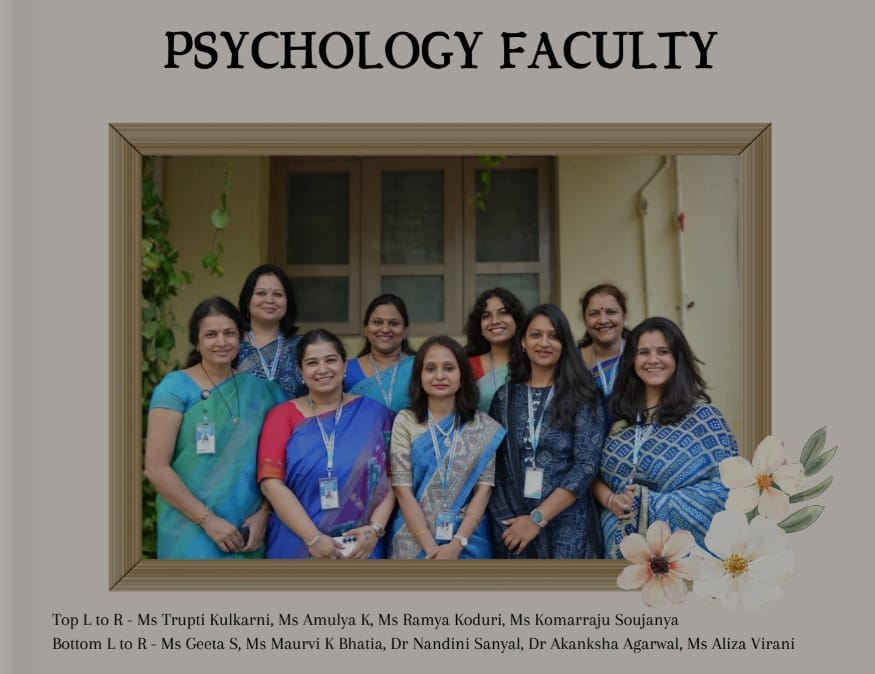 PSYCHOLOGY FACULTY
Top L to R - Ms Trupti Kulkarni, Ms Amulya K, Ms Ramya Koduri, Ms Komarraju Soujanya
Bottom L to R - Ms Geeta S, Ms Maurvi K Bhatia, Dr Nandini Sanyal, Dr Akanksha Agarwal, Ms Aliza Virani